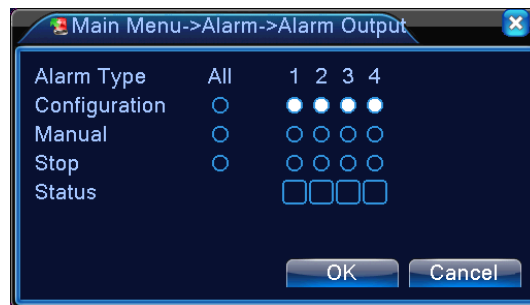 Main Menu->Alarm->Alarm Output
Alarm Type All 1 2 3 4
Configuration
Manual
Stop
Status
OK Cancel